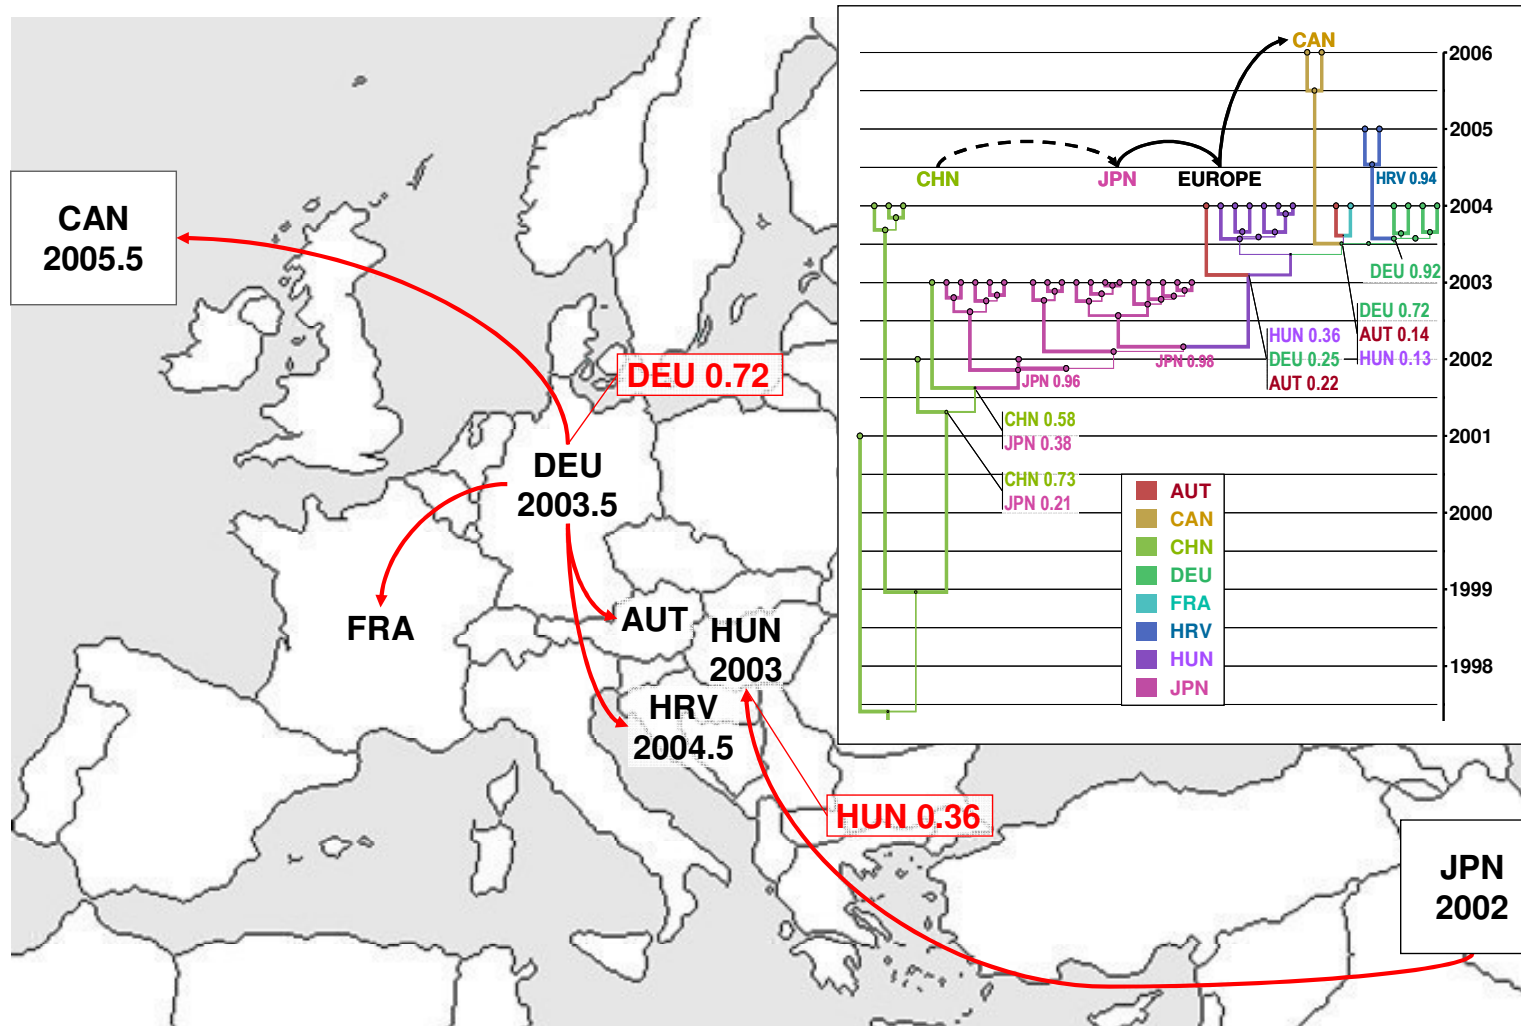 CAN
2005.5
DEU 0.72
DEU
2003.5
FRA
AUT
HUN
2003
HRV
2004.5
HUN 0.36
JPN
2002
CAN
CHN
JPN
EUROPE
HRV 0.94
DEU 0.92
DEU 0.72
AUT 0.14
HUN 0.13
HUN 0.36
DEU 0.25
AUT 0.22
JPN 0.98
JPN 0.96
CHN 0.58
JPN 0.38
CHN 0.73
JPN 0.21
AUT
CAN
CHN
DEU
FRA
HRV
HUN
JPN
2006
2005
2004
2003
2002
2001
2000
1999
1998